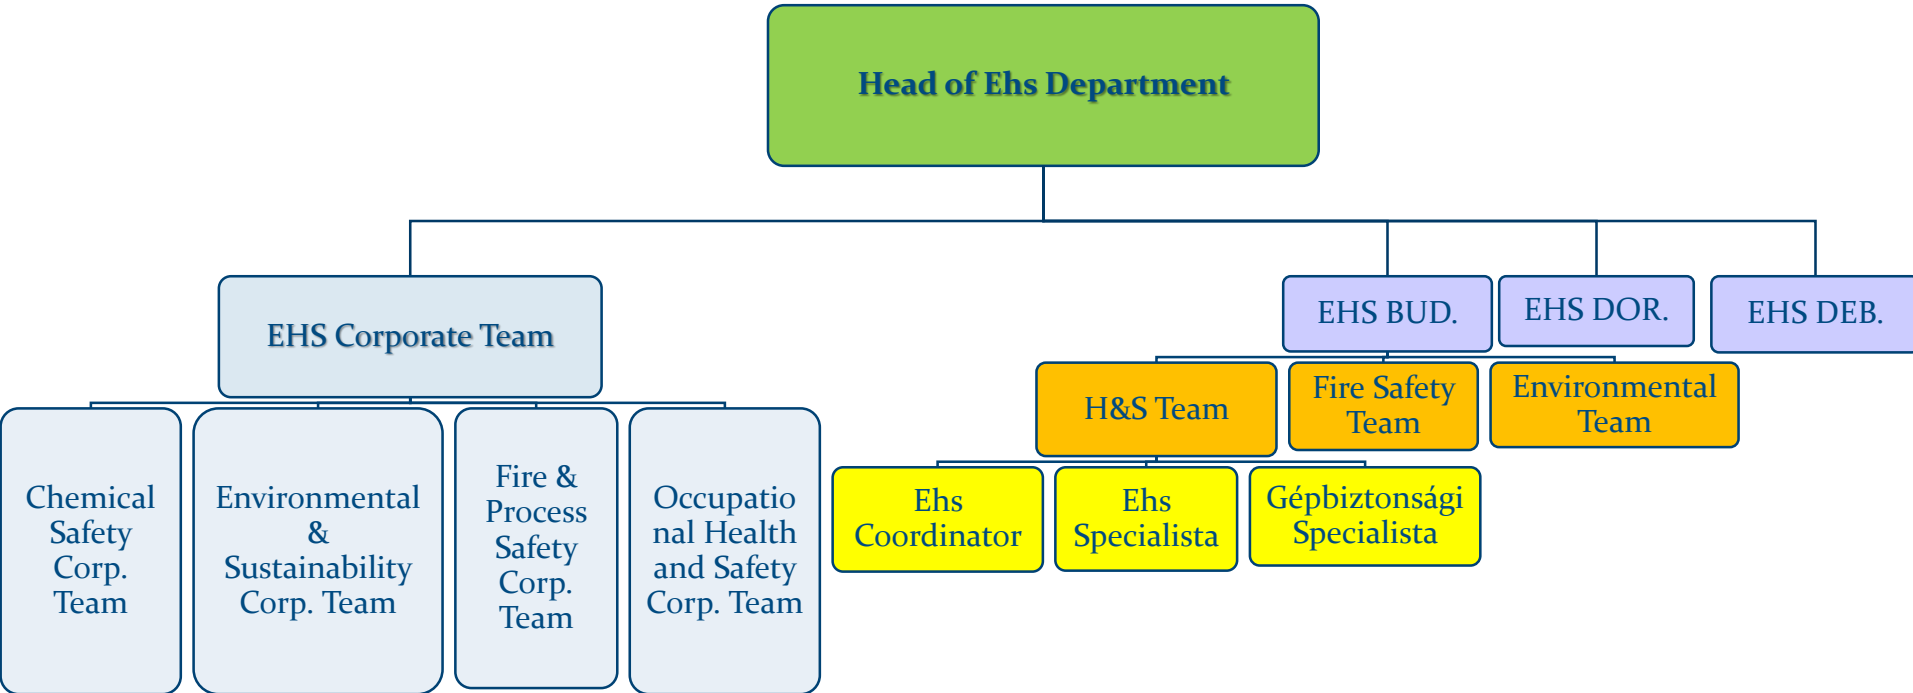 Head of Ehs Department
EHS Corporate Team
EHS BUD.
EHS DOR.
EHS DEB.
H&S Team
Fire Safety
Team
Environmental
Team
Chemical
Safety
Corp.
Team
Environmental
&
Sustainability
Corp. Team
Fire &
Process
Safety
Corp.
Team
Occupatio
nal Health
and Safety
Corp. Team
Ehs
Coordinator
Ehs
Specialista
Gépbiztonsági
Specialista